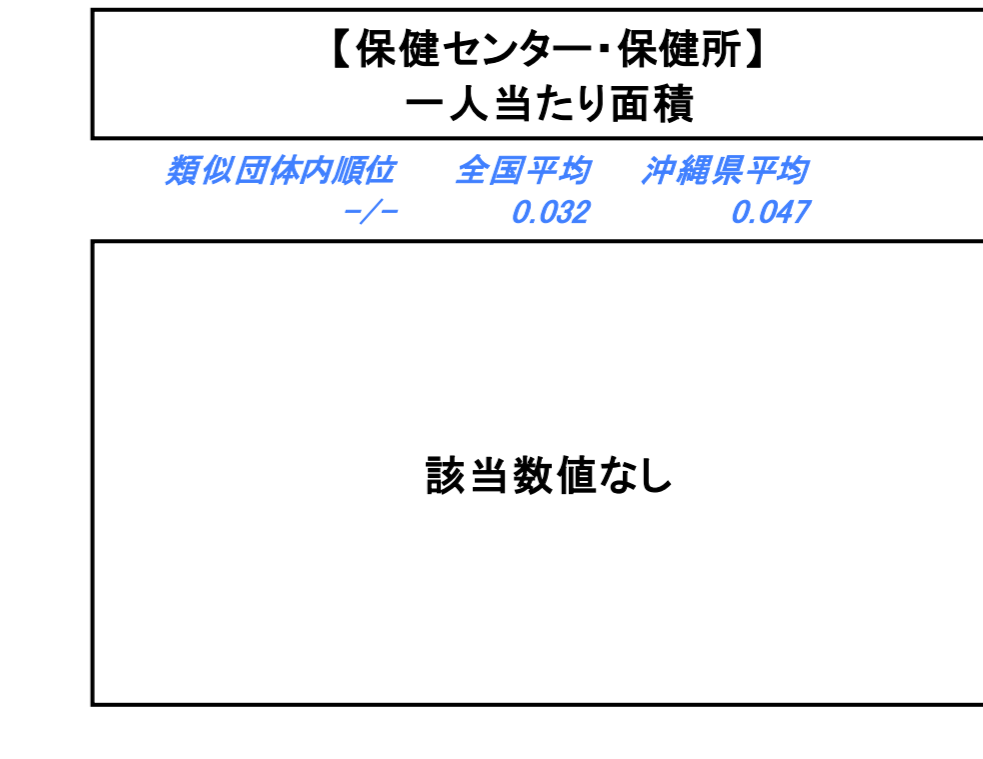 【保健センター・保健所】
一人当たり面積
類似団体内順位 全国平均 沖縄県平均
-/- 0.032 0.047
該当数値なし